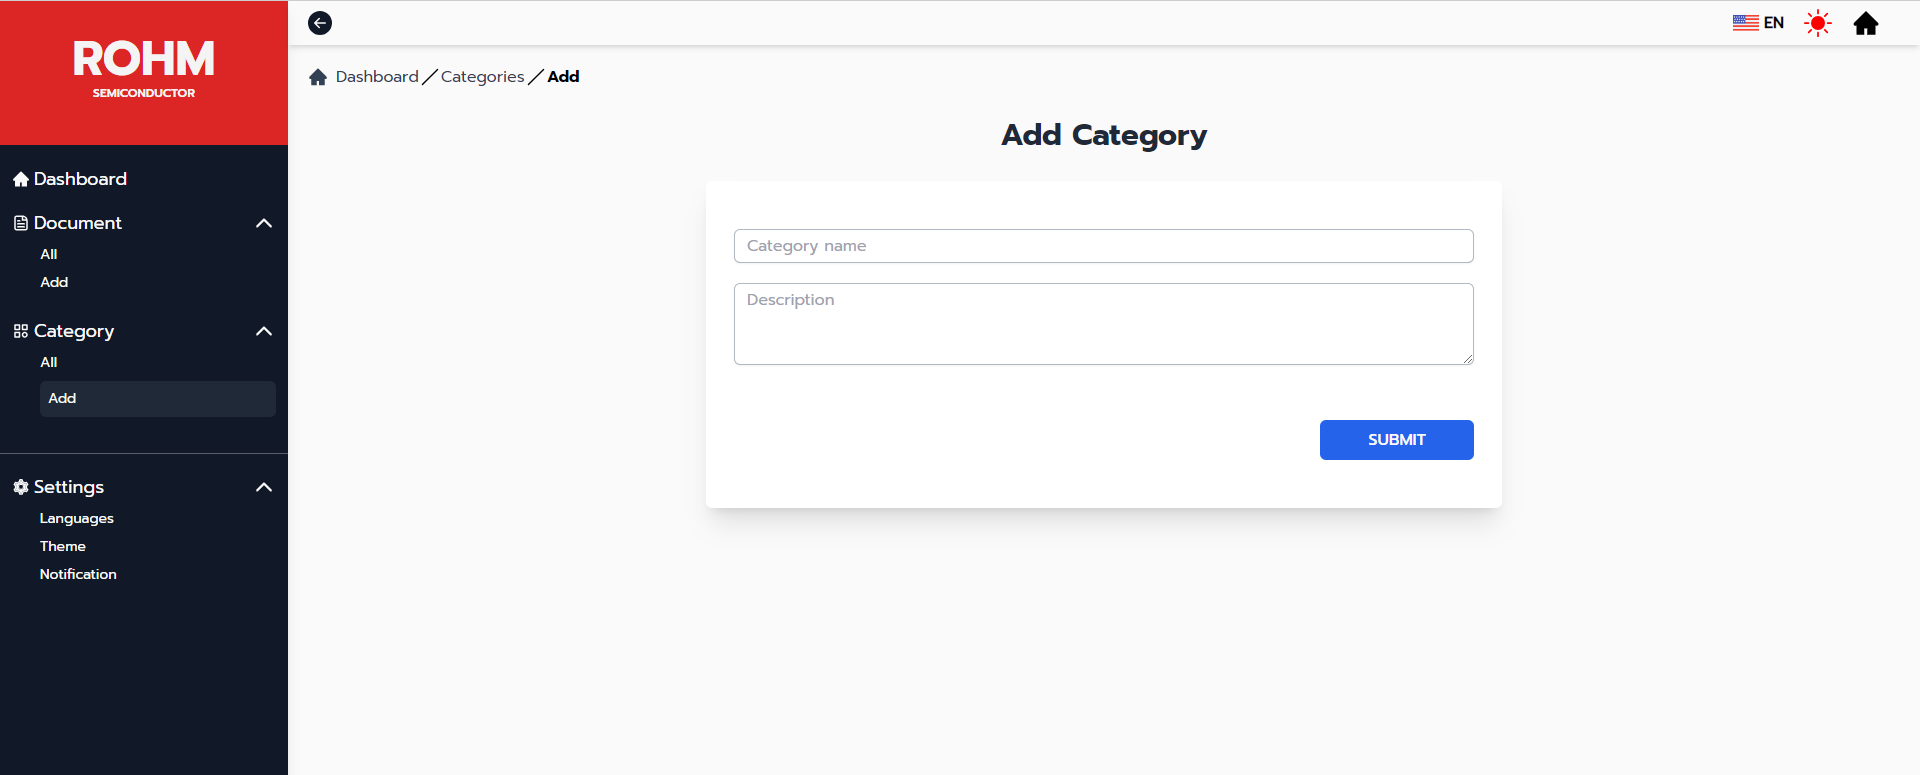 ROHM
SEMICONDUCTOR
Dashboard
Document
All
Add
Category
All
Add
Settings
Languages
Theme
Notification
EN
Dashboard / Categories / Add
Add Category
Category name
Description
SUBMIT